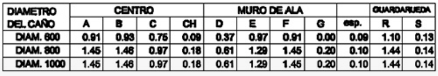 DIAMETRO CENTRO MURO DE ALA GUARDARUEDA
DEL CAÑO A B C CH D E F G esp. R S
DIAM. 600 0.91 0.93 0.75 0.09 0.37 0.97 0.91 0.00 0.09 1.10 0.13
DIAM. 800 1.45 1.46 0.97 0.18 0.61 1.29 1.45 0.20 0.10 1.44 0.14
DIAM. 1000 1.45 1.46 0.97 0.18 0.61 1.29 1.45 0.20 0.10 1.44 0.14